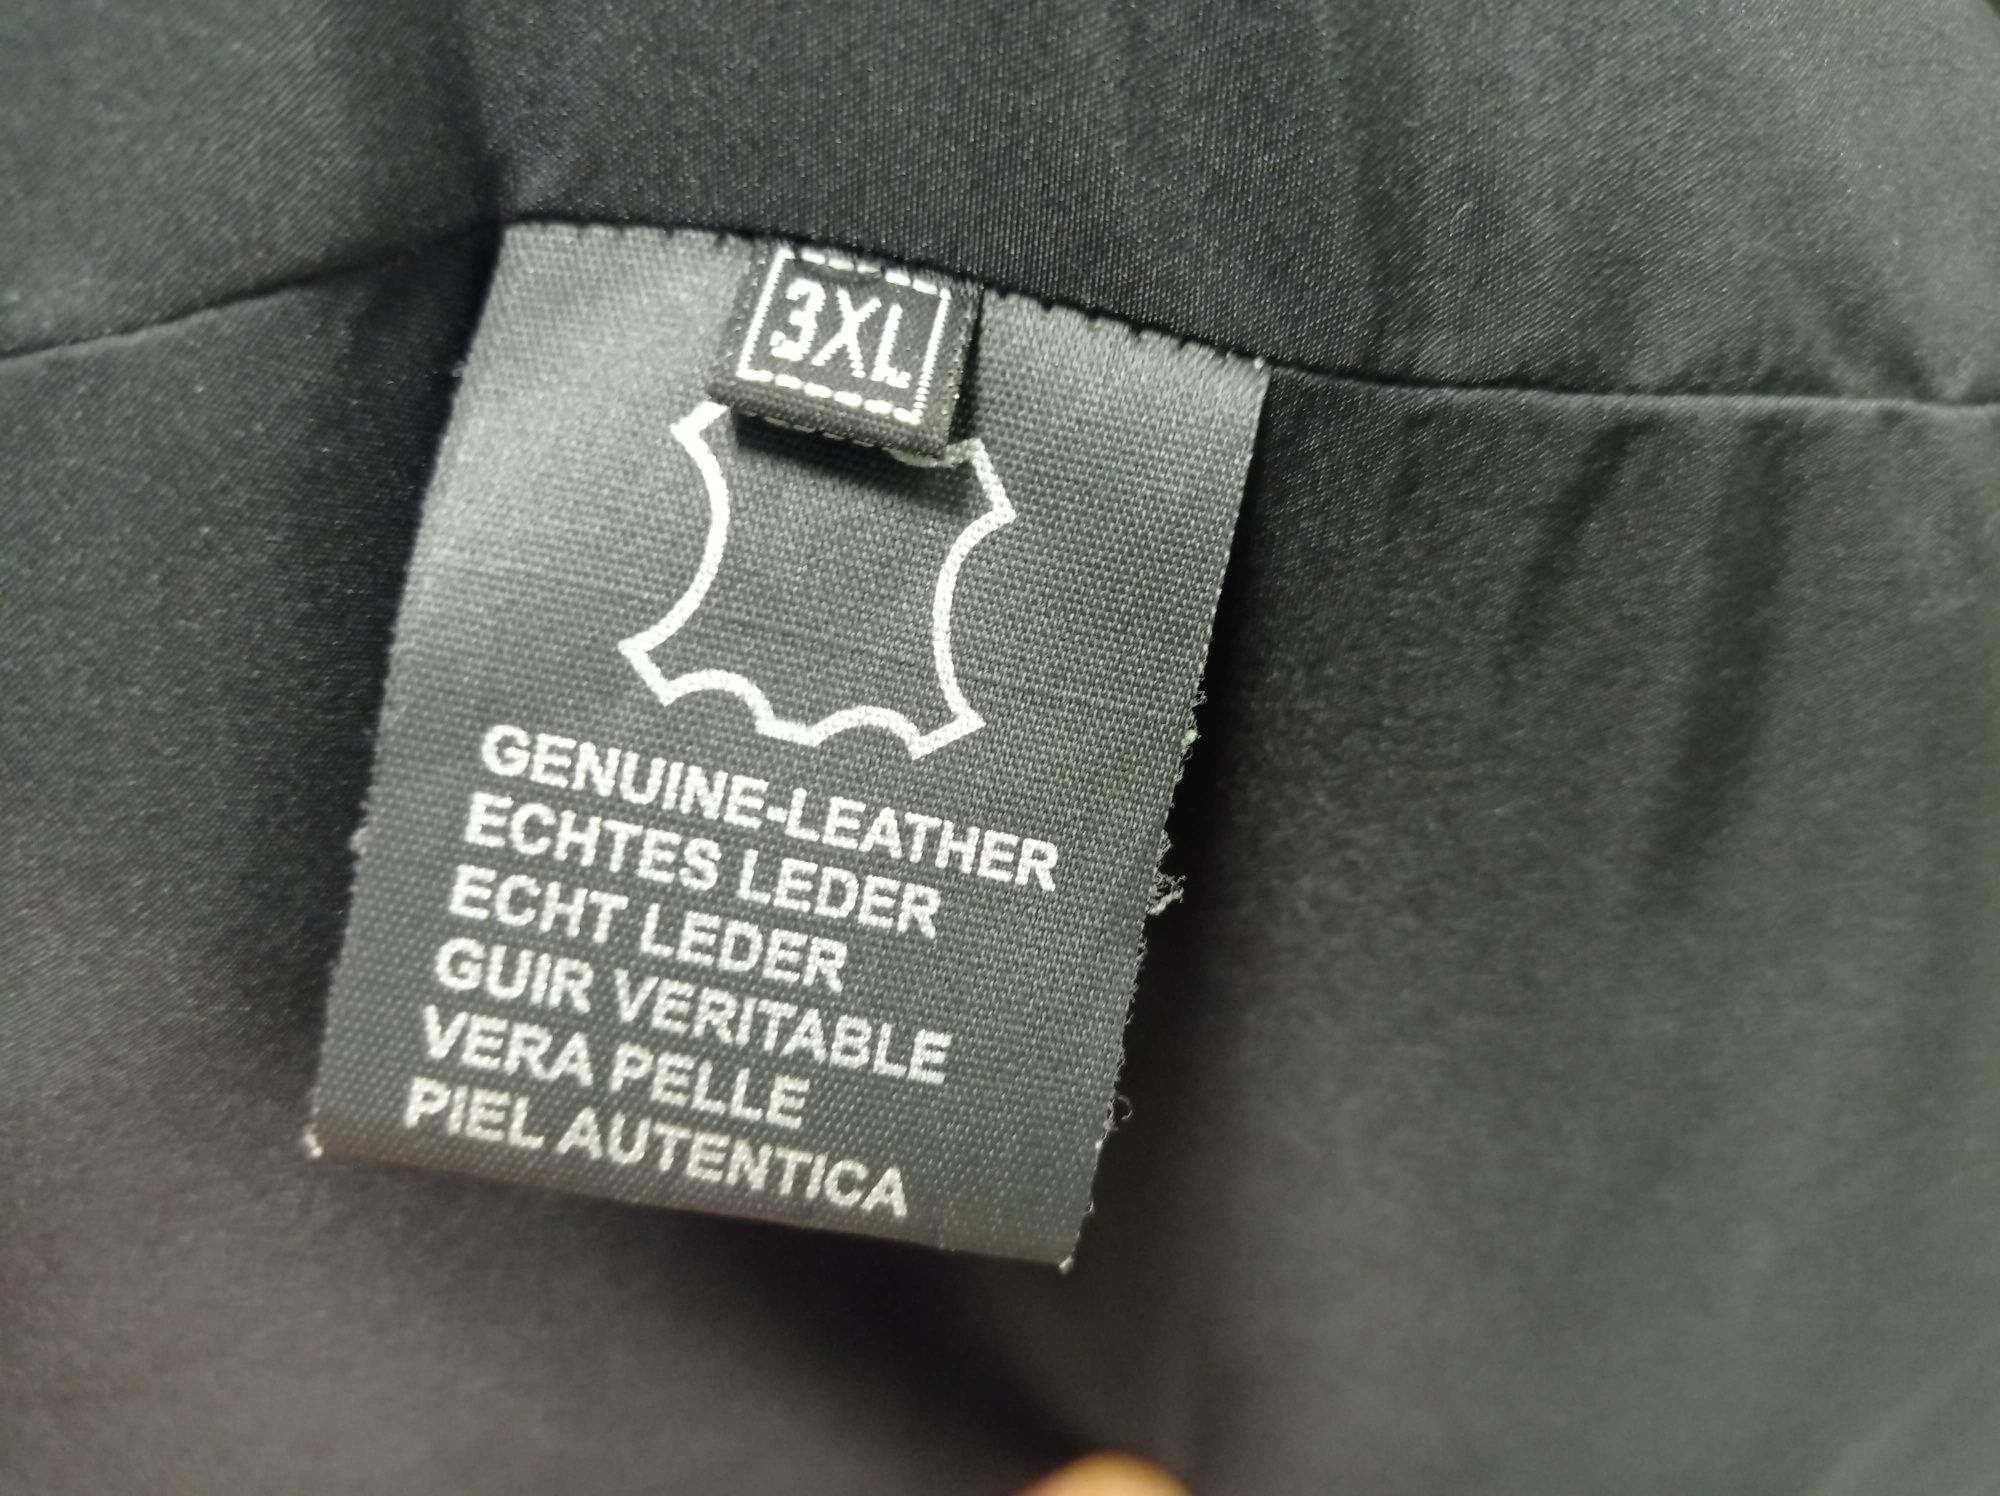 3XL
GENUINE-LEATHER
ECHTES LEDER
ECHT LEDER
GUIR VERITABLE
VERA PELLE
PIEL AUTENTICA